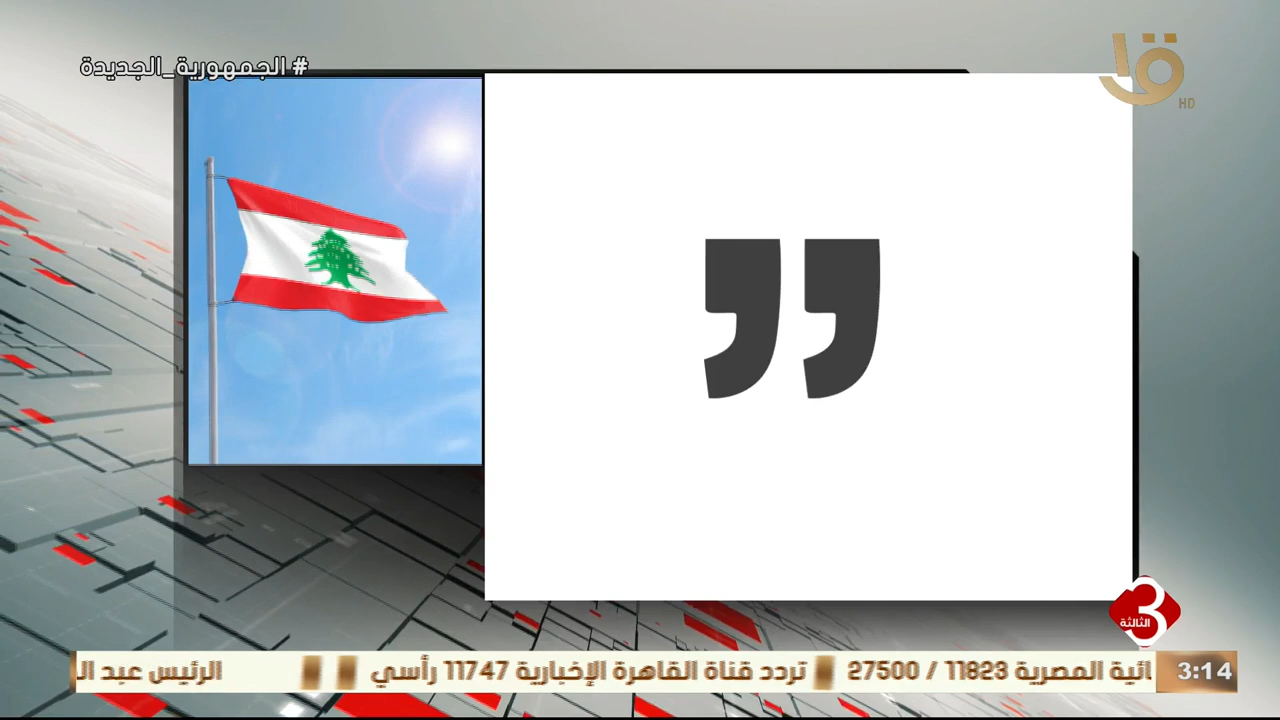 # الجمهورية_الجديدة
HD
”
3
الثالثة
ائية المصرية 11823 / 27500 تردد قناة القاهرة الإخبارية 11747 رأسي الرئيس عبد ال
3:14